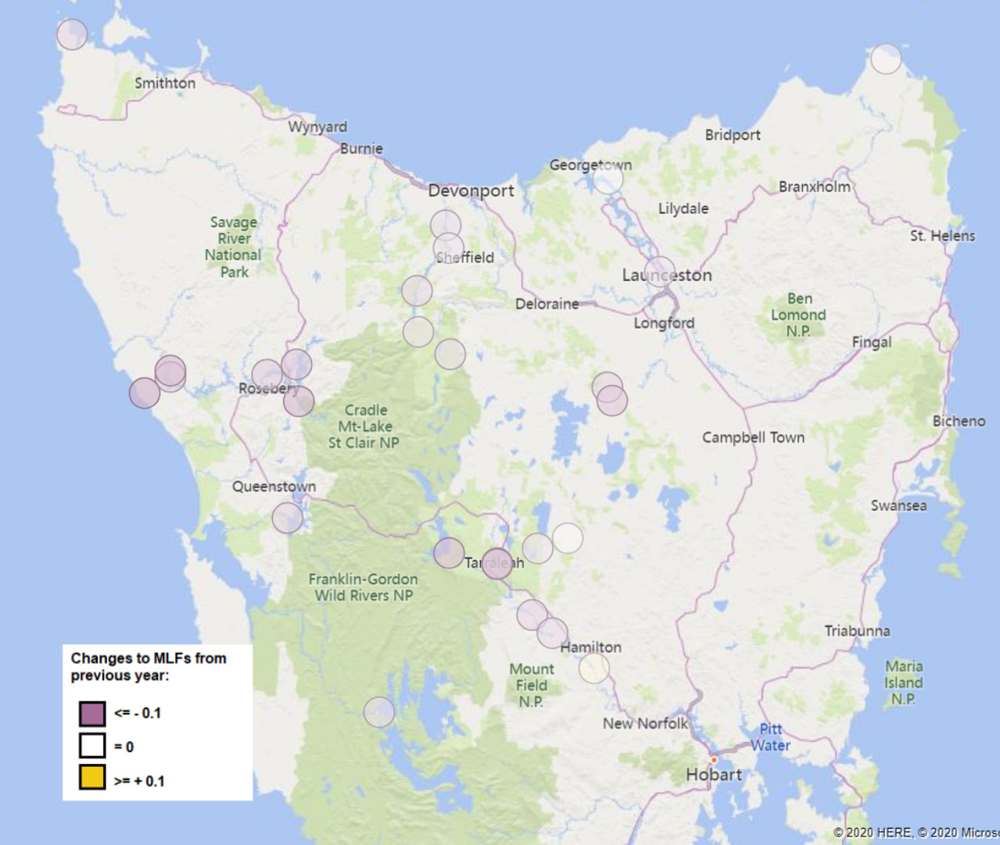 Smithton
Wynyard
Burnie
Bridport
Georgetown
Devonport
Branxholm
Lilydale
Savage
River
National
Park
St. Helens
Sheffield
Launceston
Deloraine
Ben
Lomond
N.P.
Longford
Fingal
Rosebery
Cradle
Mt-Lake
St Clair NP
Bicheno
Campbell Town
Queenstown
Swansea
Tarraleah
Franklin-Gordon
Wild Rivers NP
Triabunna
Hamilton
Mount
Field
N.P.
Maria
Island
N.P.
New Norfolk
Pitt
Water
Hobart
Changes to MLFs from
previous year:
<= - 0.1
= 0
>= + 0.1
© 2020 HERE, © 2020 Micros